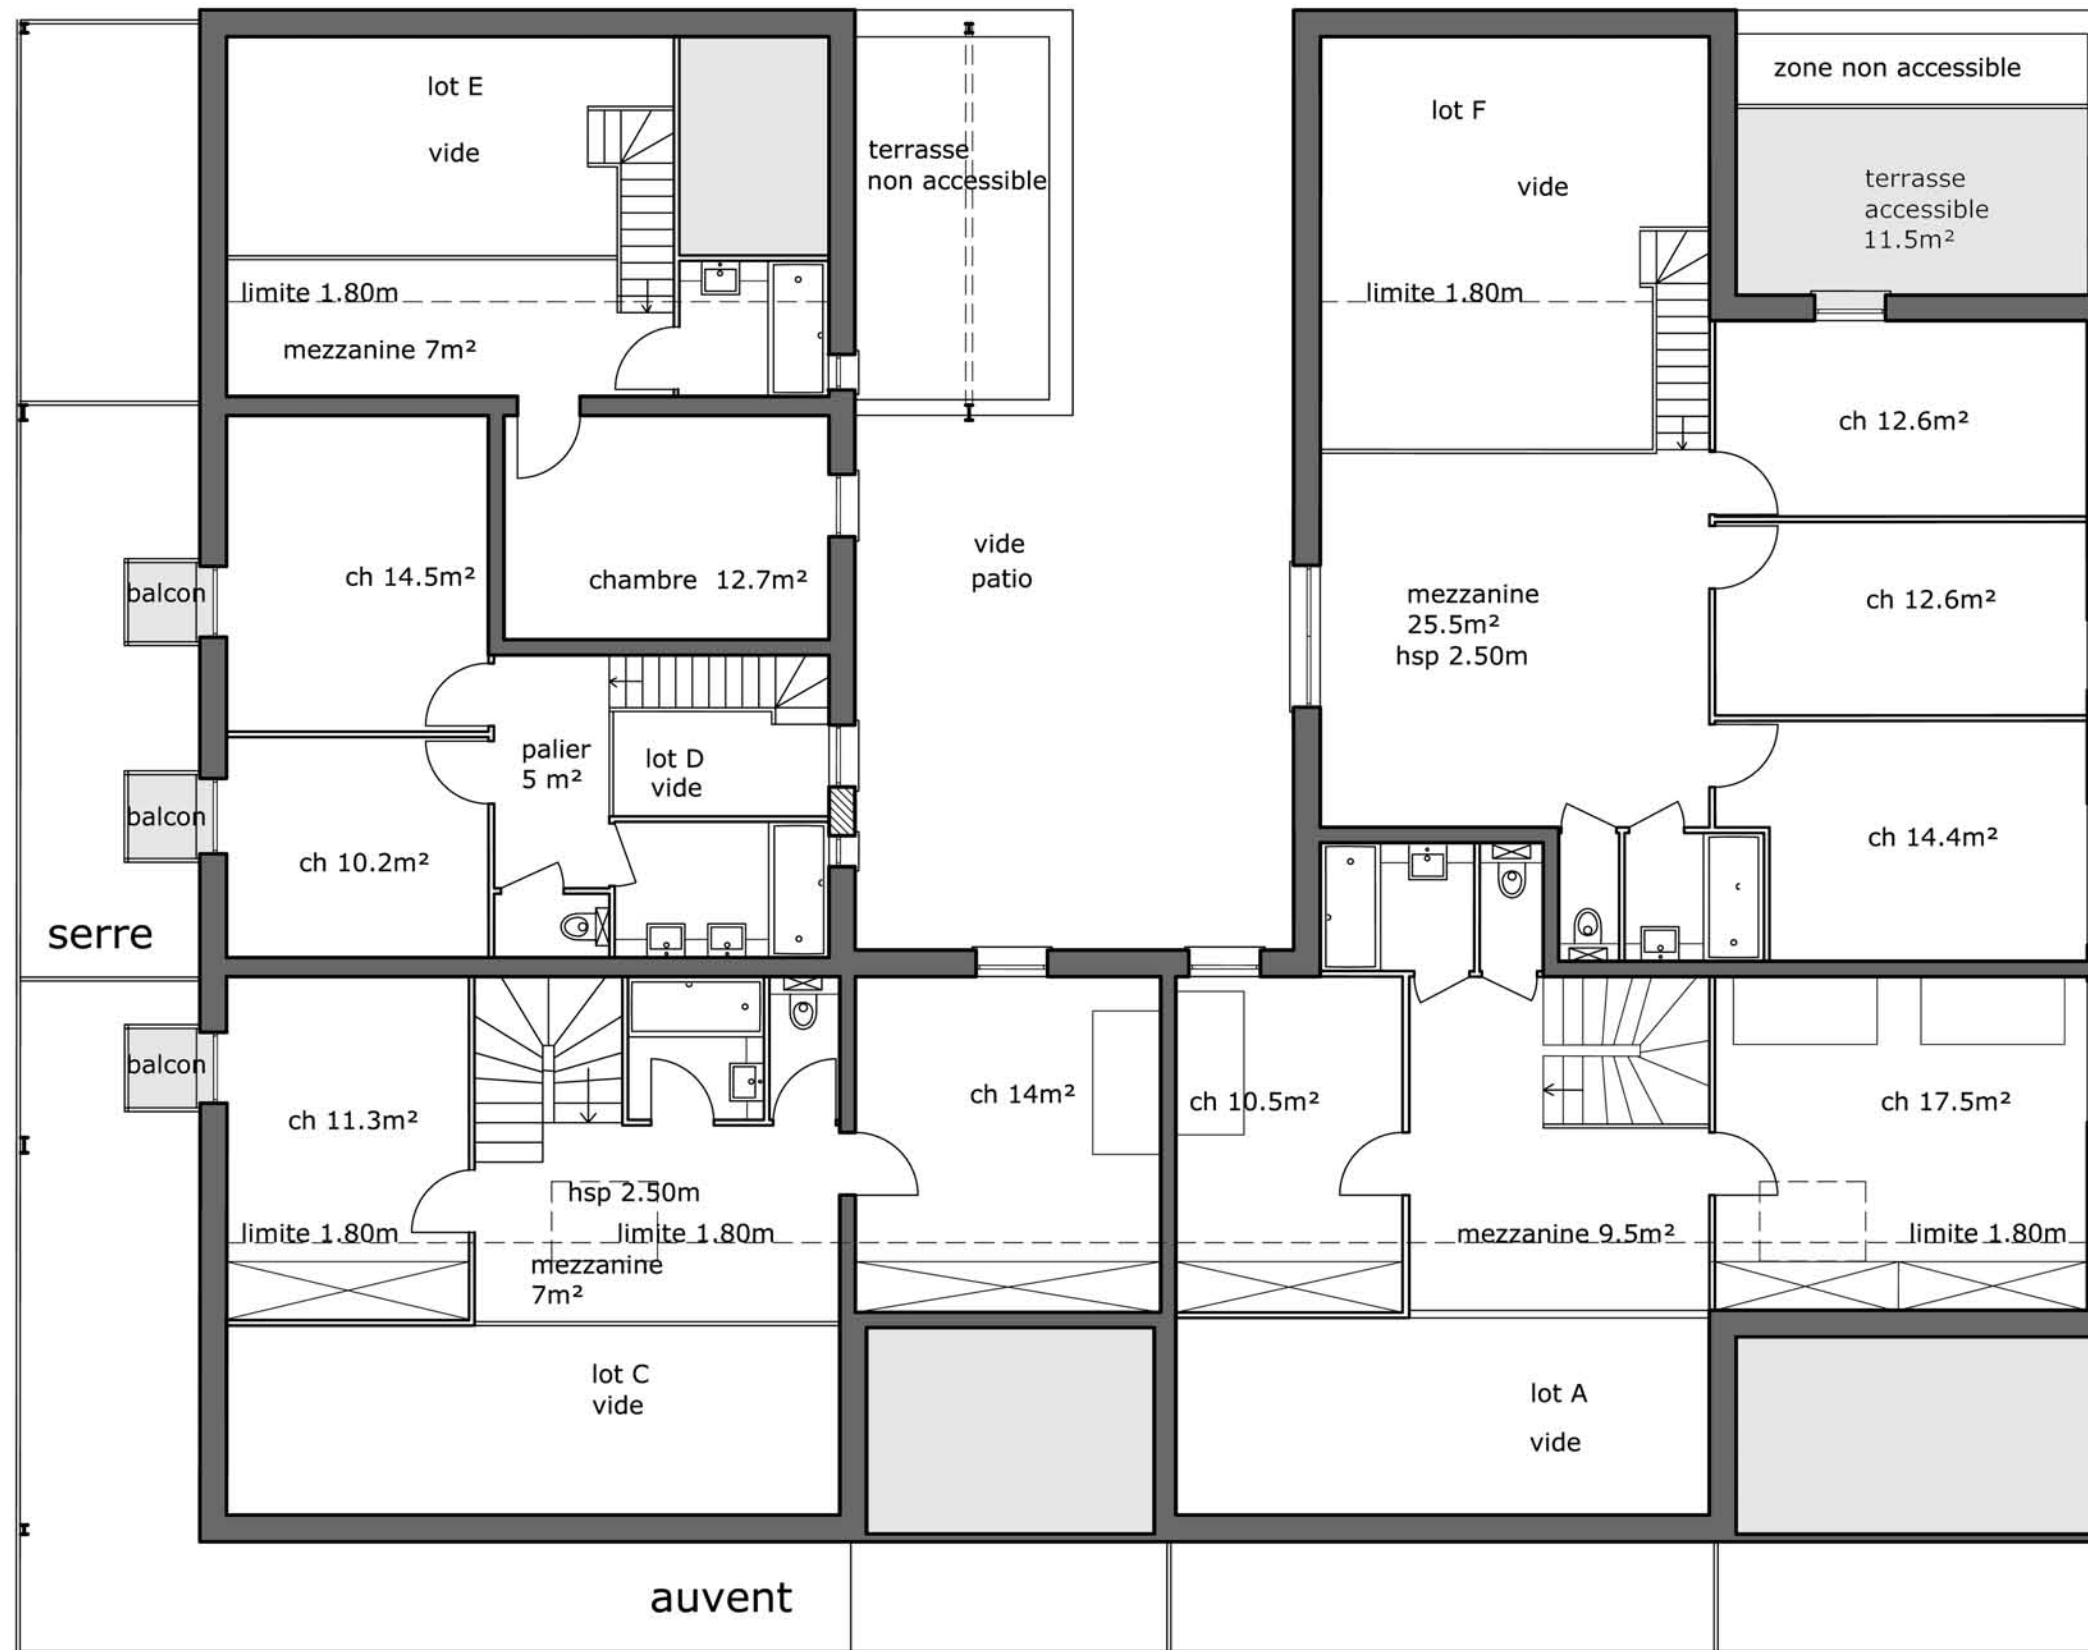 lot E
vide
limite 1.80m
mezzanine 7m²
terrasse
non accessible
lot F
vide
limite 1.80m
zone non accessible
terrasse
accessible
11.5m²
ch 12.6m²
ch 12.6m²
ch 14.4m²
mezzanine
25.5m²
hsp 2.50m
vide
patio
ch 14.5m²
chambre 12.7m²
balcon
balcon
palier
5 m²
lot D
vide
ch 10.2m²
serre
balcon
ch 11.3m²
limite 1.80m
hsp 2.50m
limite 1.80m
mezzanine
7m²
ch 14m²
ch 10.5m²
mezzanine 9.5m²
ch 17.5m²
limite 1.80m
lot C
vide
lot A
vide
auvent